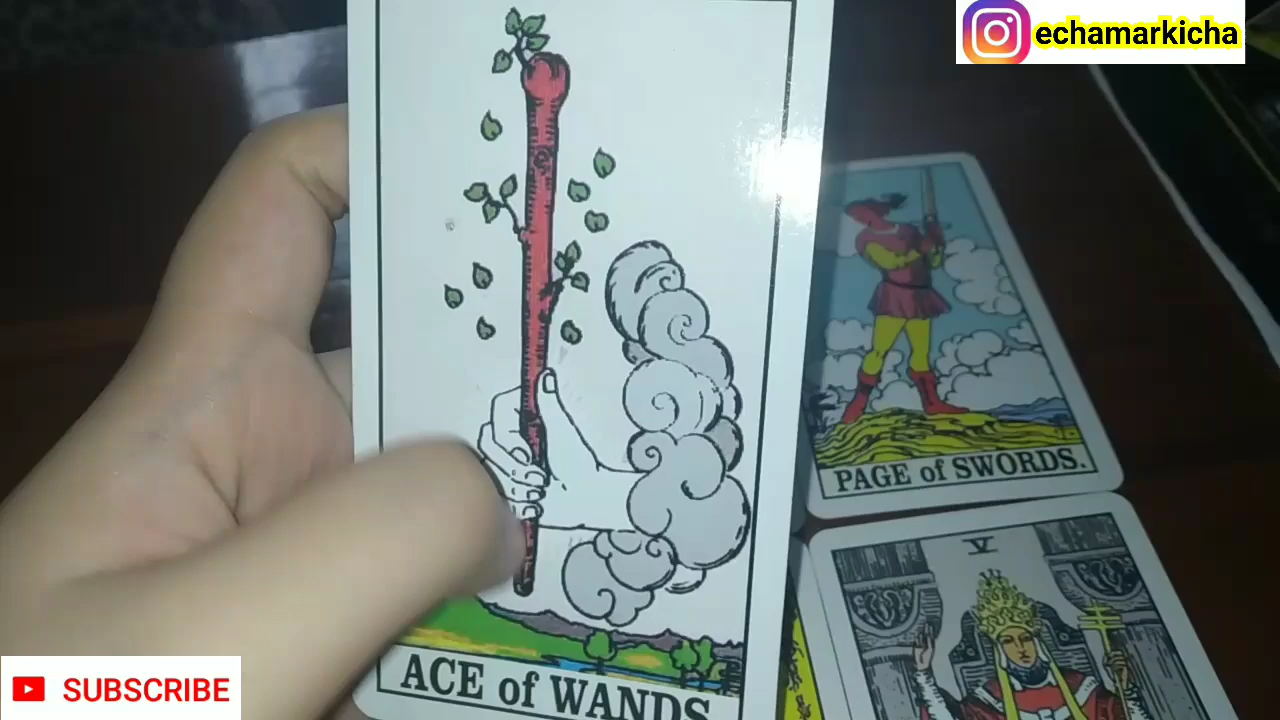 echamarkicha
PAGE of SWORDS.
V
ACE of WANDS
SUBSCRIBE